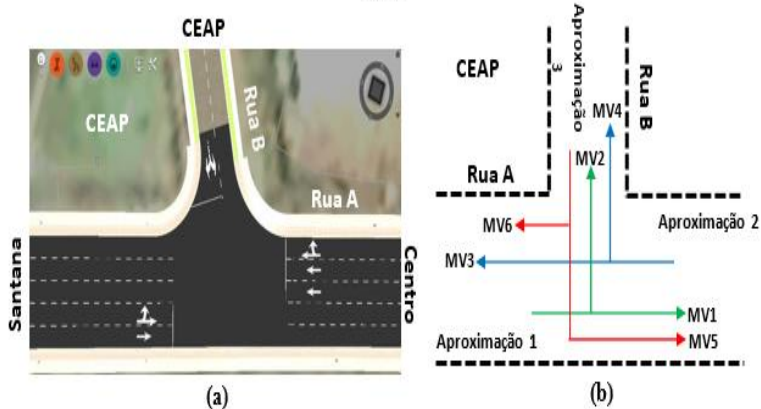 CEAP
CEAP
Rua B
Rua A
Santana
Centro
(a)
CEAP
Aproximação
3
Rua B
MV4
MV2
Rua A
Aproximação 2
MV6
MV3
MV1
Aproximação 1
MV5
(b)